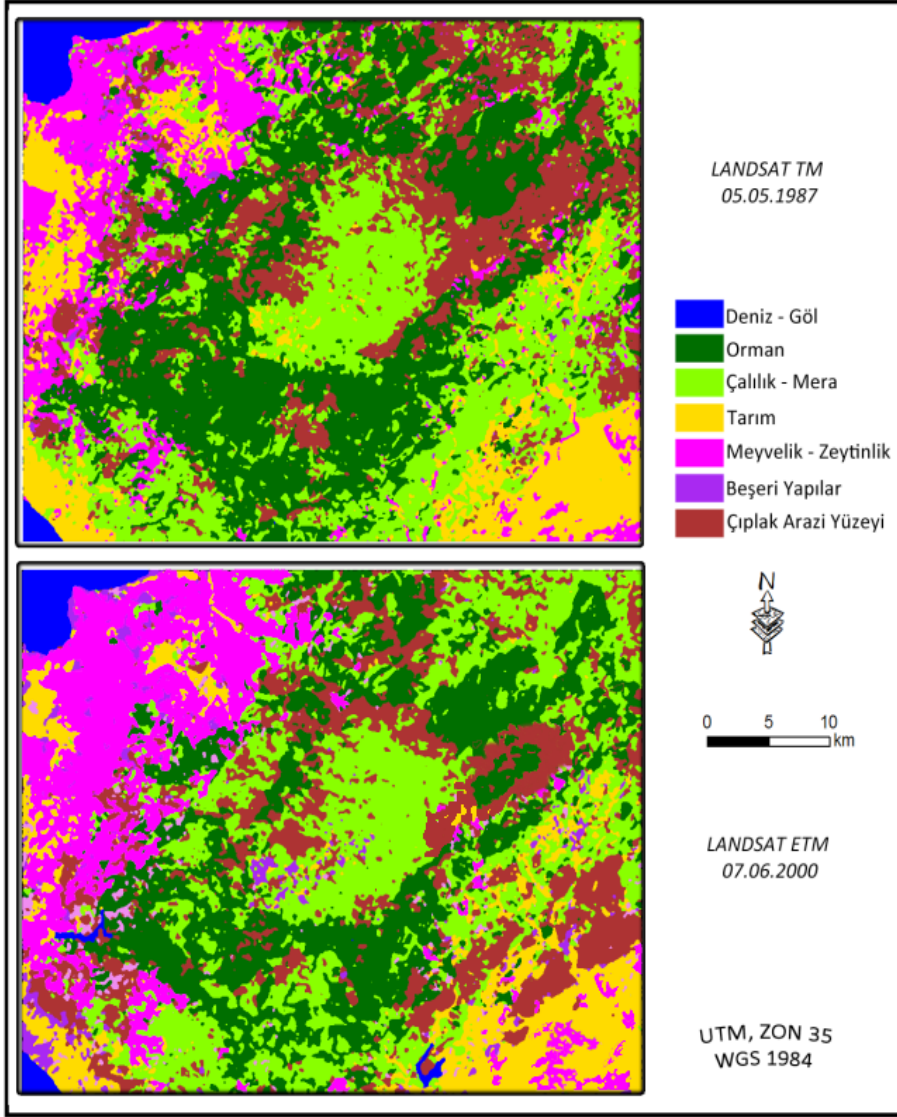 LANDSAT TM
05.05.1987
Deniz - Göl
Orman
Çalılık - Mera
Tarım
Meyvelik - Zeytinlik
Beşeri Yapılar
Çıplak Arazi Yüzeyi
N
0 5 10
km
LANDSAT ETM
07.06.2000
UTM, ZON 35
WGS 1984